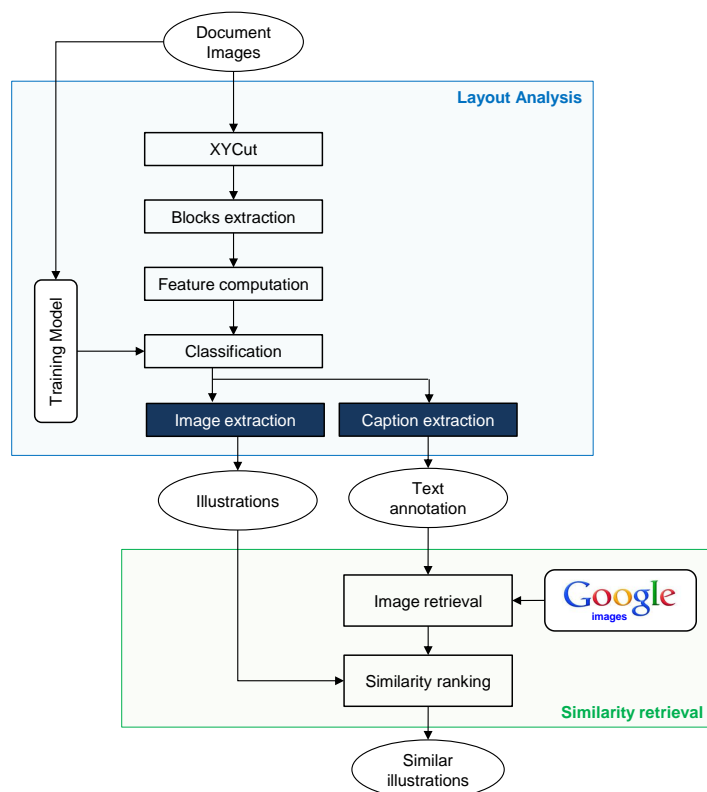 Document
Images
Layout Analysis
XYCut
Blocks extraction
Feature computation
Training Model
Classification
Image extraction
Caption extraction
Illustrations
Text
annotation
Image retrieval
Google
images
Similarity ranking
Similarity retrieval
Similar
illustrations